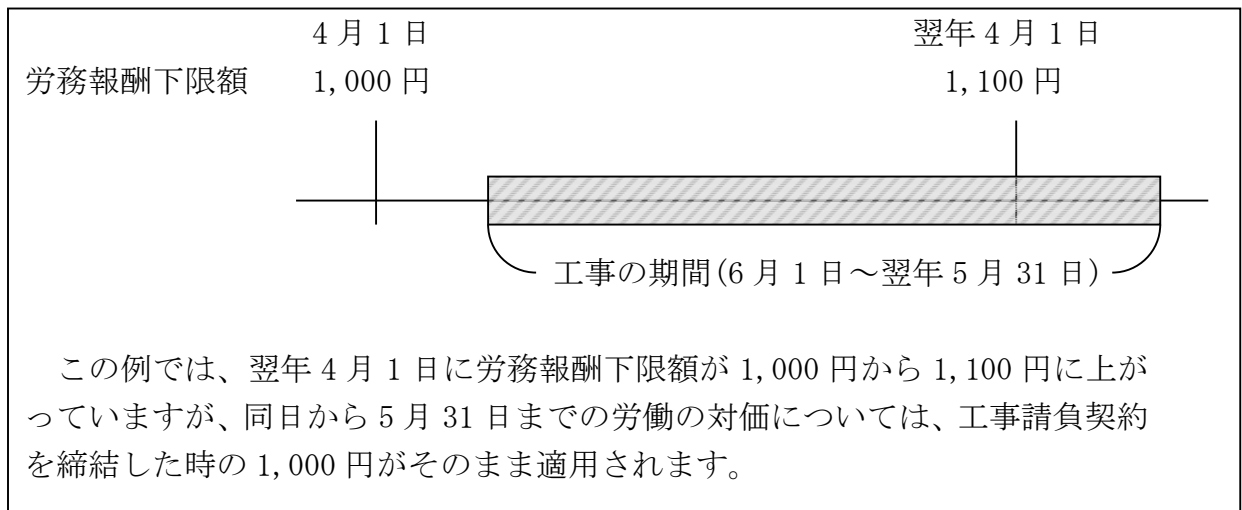 4月1日　翌年4月1日
労務報酬下限額　1,000円　1,100円
工事の期間(6月1日～翌年5月31日)
　この例では、翌年4月1日に労務報酬下限額が1,000円から1,100円に上が
っていますが、同日から5月31日までの労働の対価については、工事請負契約
を締結した時の1,000円がそのまま適用されます。